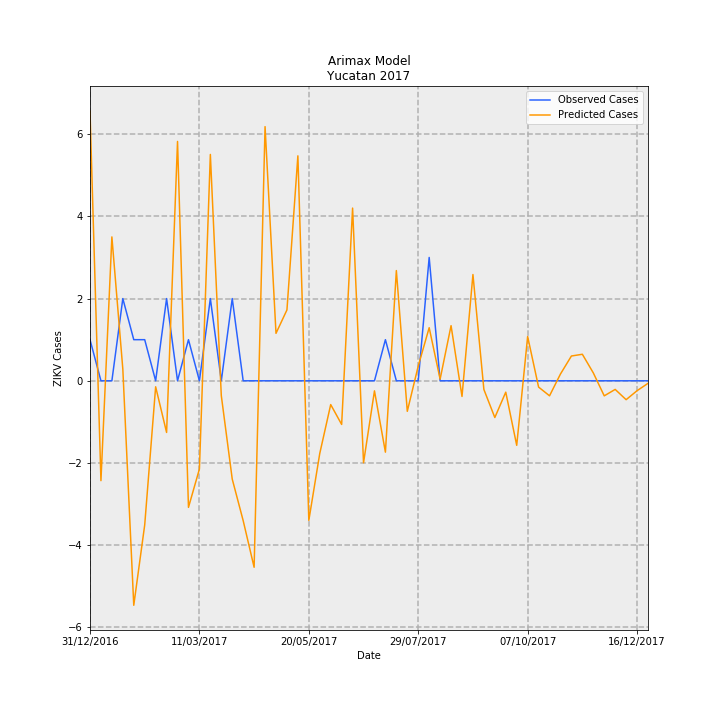 Arimax Model
Yucatan 2017
Observed Cases
Predicted Cases
ZIKV Cases
6
4
2
0
−2
−4
−6
31/12/2016
11/03/2017
20/05/2017
29/07/2017
07/10/2017
16/12/2017
Date